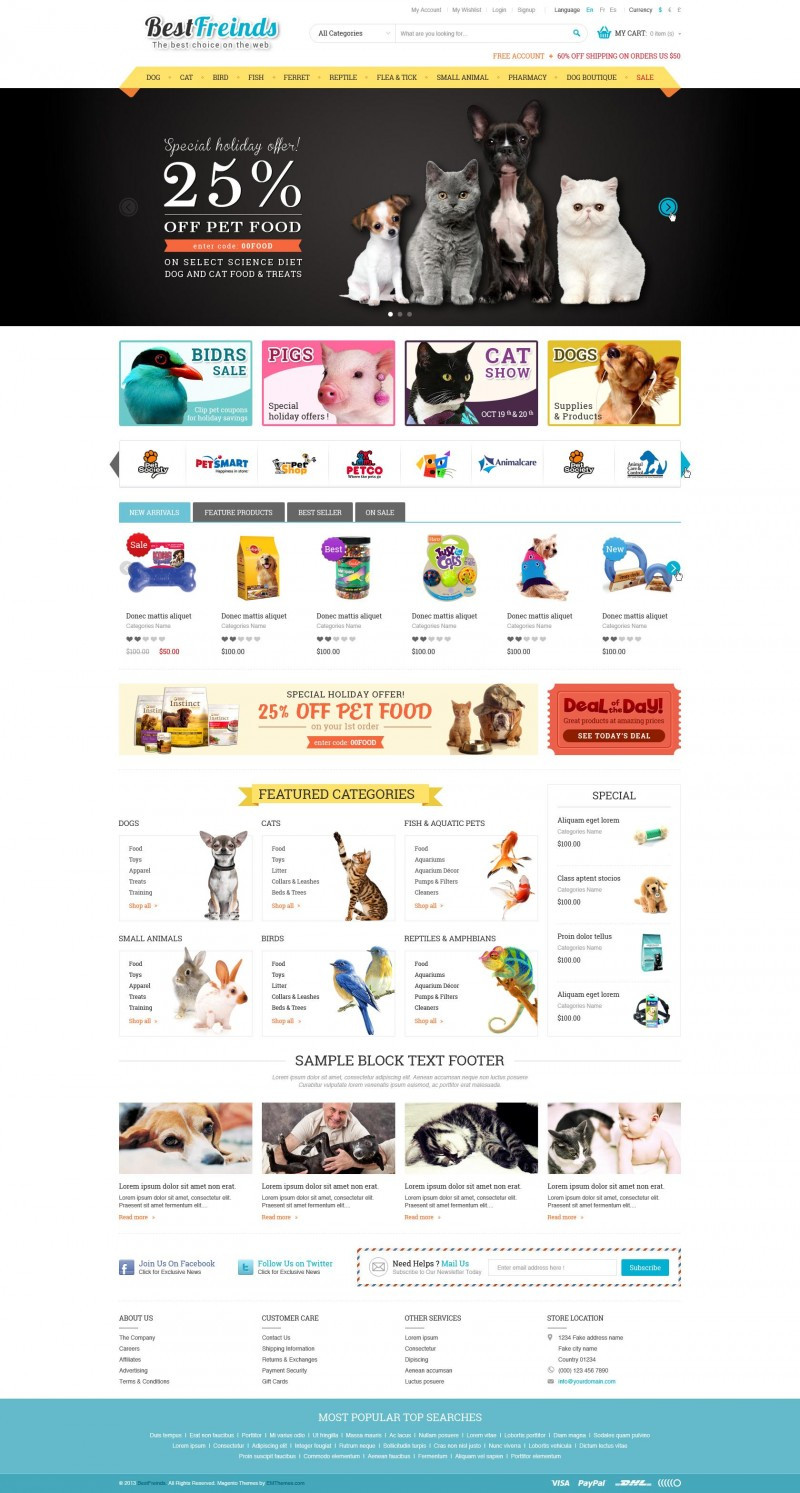 BestFreinds
The best choice on the web
My Account My Wishlist Login Signup Language En Fr Es Currency $ € £
All Categories What are you looking for... MY CART: 0 item (s)
FREE ACCOUNT + 60% OFF SHIPPING ON ORDERS US $50
DOG CAT BIRD FISH FERRET REPTILE FLEA & TICK SMALL ANIMAL PHARMACY DOG BOUTIQUE SALE
Special holiday offer!
25%
OFF PET FOOD
enter code: 00FOOD
ON SELECT SCIENCE DIET
DOG AND CAT FOOD & TREATS
BIDRS
SALE
Clip pet coupons
for holiday savings
PIGS
Special
holiday offers !
CAT
SHOW
OCT 19 th & 20 th
DOGS
Supplies
& Products
Pet Society
PETSMART
Happiness in store
Pet Shop
PETCO
Where the pets go
Animalcare
Pet Society
Animal Care & Control
NEW ARRIVALS FEATURE PRODUCTS BEST SELLER ON SALE
Sale
Best
New
Donec mattis aliquet Donec mattis aliquet Donec mattis aliquet Donec mattis aliquet Donec mattis aliquet Donec mattis aliquet
Categories Name Categories Name Categories Name Categories Name Categories Name Categories Name
$100.00 $50.00 $100.00 $100.00 $100.00 $100.00 $100.00
Instinct
SPECIAL HOLIDAY OFFER!
25% OFF PET FOOD
on your 1st order
enter code: 00FOOD
DeaL of the Day!
Great products at amazing prices
SEE TODAY'S DEAL
FEATURED CATEGORIES
DOGS
Food
Toys
Apparel
Treats
Training
Shop all +
CATS
Food
Toys
Litter
Collars & Leashes
Beds & Trees
Shop all +
FISH & AQUATIC PETS
Food
Aquariums
Aquarium Décor
Pumps & Filters
Cleaners
Shop all +
SMALL ANIMALS
Food
Toys
Apparel
Treats
Training
Shop all +
BIRDS
Food
Toys
Litter
Collars & Leashes
Beds & Trees
Shop all +
REPTILES & AMPHBIANS
Food
Aquariums
Aquarium Décor
Pumps & Filters
Cleaners
Shop all +
SPECIAL
Aliquam eget lorem
Categories Name
$100.00
Class aptent stocios
Categories Name
$100.00
Proin dolor tellus
Categories Name
$100.00
Aliquam eget lorem
Categories Name
$100.00
SAMPLE BLOCK TEXT FOOTER
Lorem ipsum dolor sit amet, consectetur adipiscing elit. Aenean accumsan neque non luctus posuere
Curabitur vulputate lorem venenatis ipsum euismod, ac porttitor erat malesuada.
Lorem ipsum dolor sit amet non erat.
Lorem ipsum dolor sit amet, consectetur elit.
Praesent sit amet, consectetur velit fermentum erat....
Read more +
Lorem ipsum dolor sit amet non erat.
Lorem ipsum dolor sit amet, consectetur elit.
Read more +
Lorem ipsum dolor sit amet non erat.
Lorem ipsum dolor sit amet, consectetur elit.
Read more +
Lorem ipsum dolor sit amet non erat.
Lorem ipsum dolor sit amet, consectetur elit.
Read more +
Join Us On Facebook
Click for Exclusive News
Follow Us on Twitter
Click for Exclusive News
Need Helps ? Mail Us
Subscribe to Our Newsletter Today
Enter email address here ! Subscribe
ABOUT US
The Company
Careers
Affiliates
Advertising
Terms & Conditions
CUSTOMER CARE
Contact Us
Shipping Information
Returns & Exchanges
Payment Security
Gift Cards
OTHER SERVICES
Lorem ipsum
Consectetur
Dipiscing
Aenean accumsan
Luctus posuere
STORE LOCATION
1234 Fake address name
Fake city name
Country 01234
(000) 123 456 7890
info@yourdomain.com
MOST POPULAR TOP SEARCHES
Duis tempus | Erat non faucibus | Porttitor | Mi varius odio | Ut fringilla | Massa mauris | Ac lacus | Nullam posuere | Lorem vitae | Lobortis porttitor | Diam magna | Sodales quam pulvino
Lorem ipsum | Consectetur | Adipiscing elit | Integer feugiat | Rutrum neque | Sollicitudin turpis | Cras non nisl justo | Nunc viverra | Lobortis vehicula | Dictum lectus vitae
Proin suscipit faucibus | Commodo elementum | Aenean faucibus | Fermentum | Aliquam vel sapien | Porttitor elementum
© 2013 BestFreinds. All Rights Reserved. Magento Themes by EMThemes.com
VISA PayPal DHL